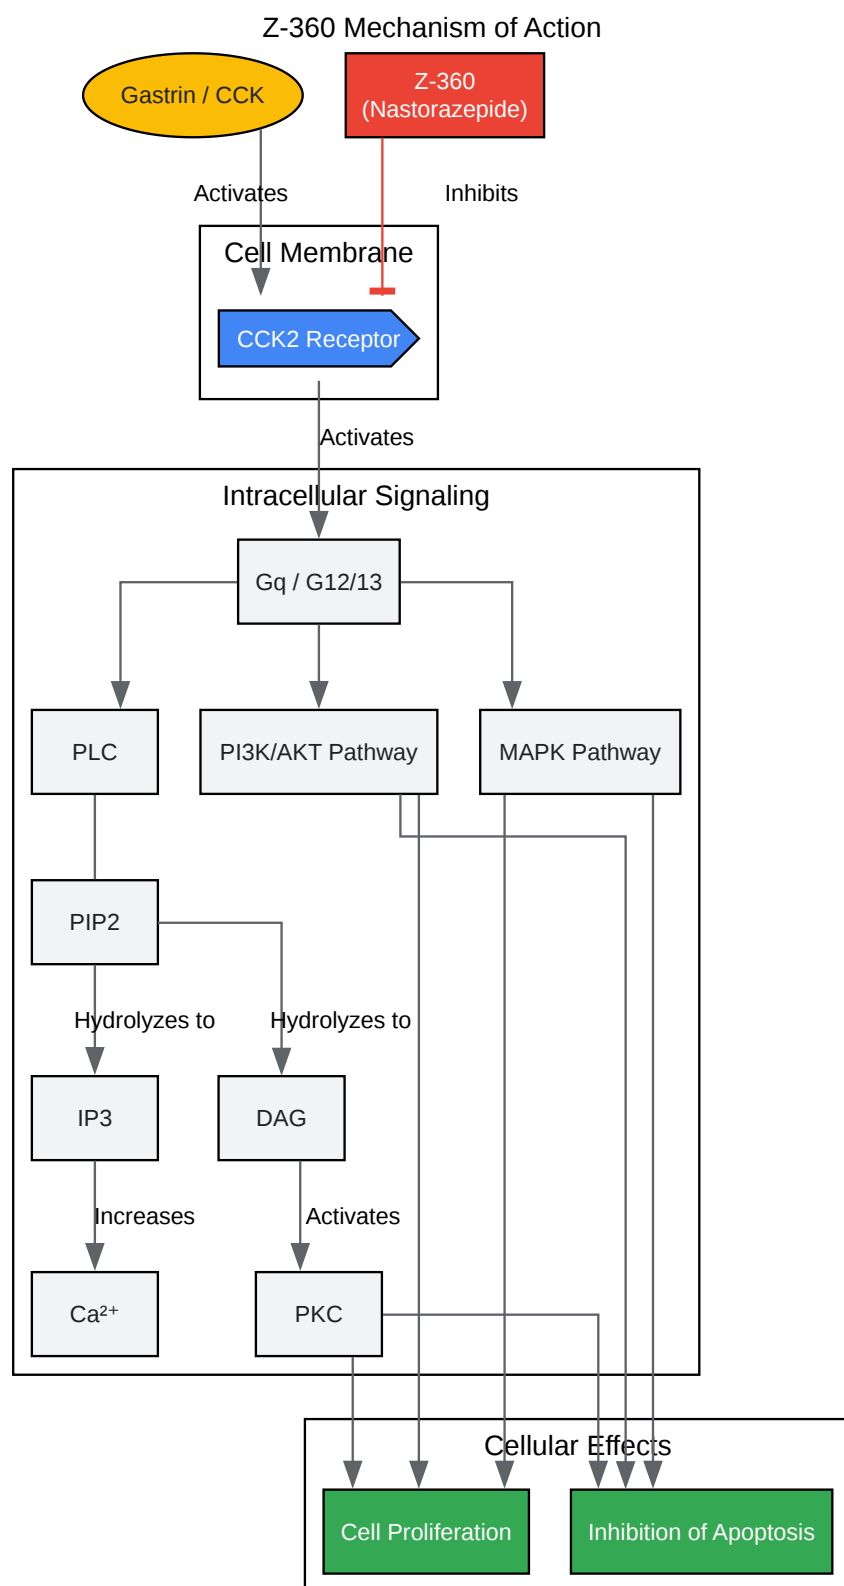 Z-360 Mechanism of Action
Gastrin / CCK
Z-360
(Nastorazepide)
Activates
Inhibits
Cell Membrane
CCK2 Receptor
Activates
Intracellular Signaling
Gq / G12/13
PLC
PI3K/AKT Pathway
MAPK Pathway
PIP2
Hydrolyzes to
Hydrolyzes to
IP3
DAG
Increases
Activates
Ca²⁺
PKC
Cellular Effects
Cell Proliferation
Inhibition of Apoptosis